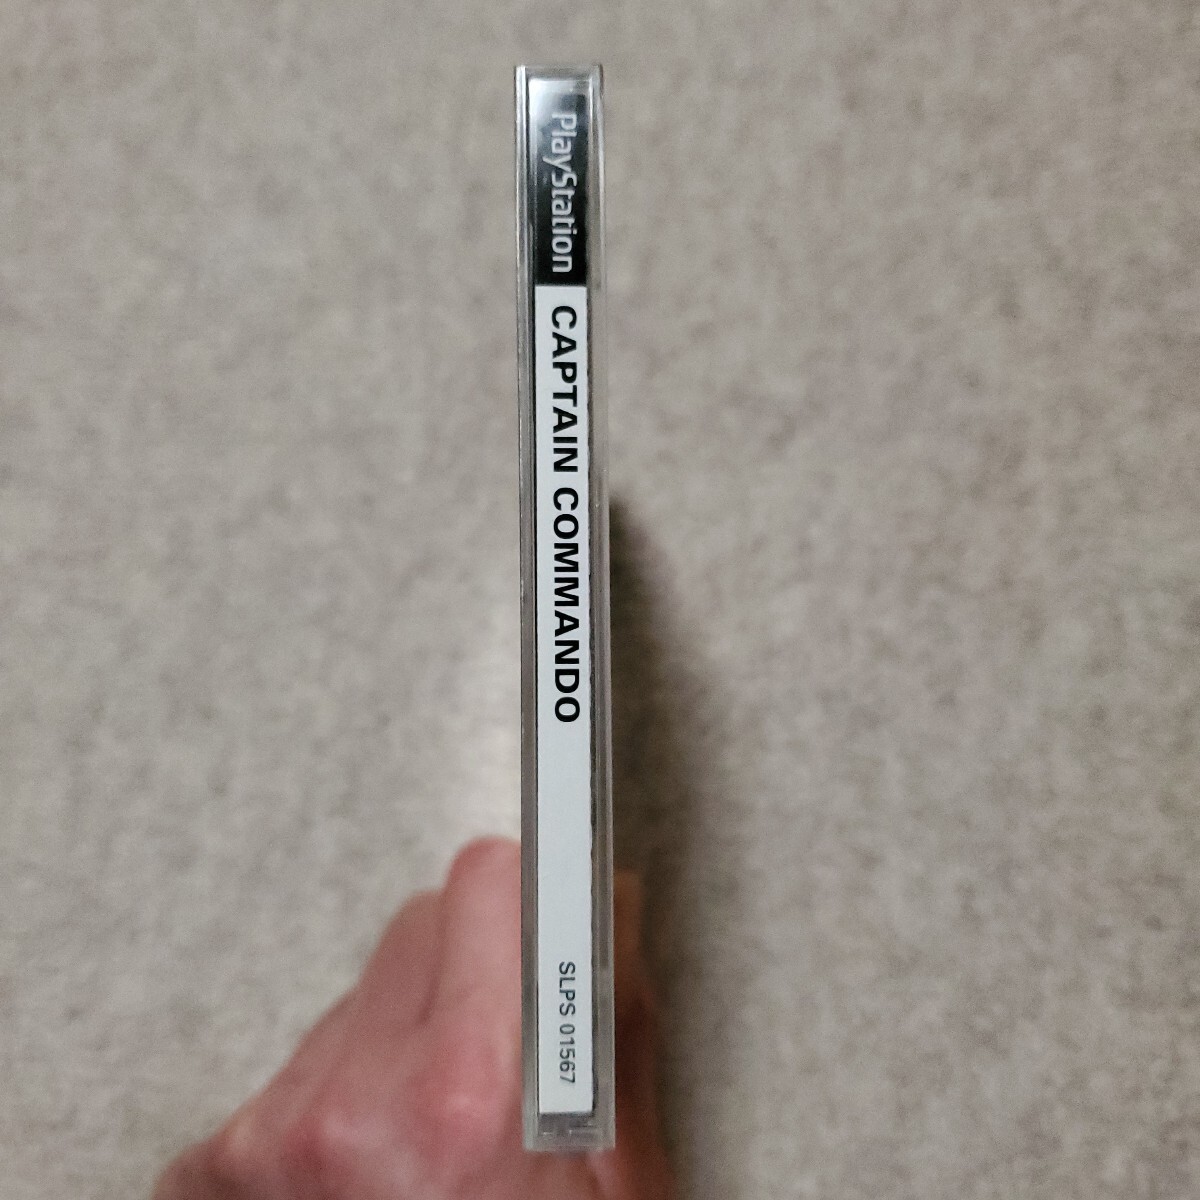 PlayStation
CAPTAIN COMMANDO
SLPS 01567